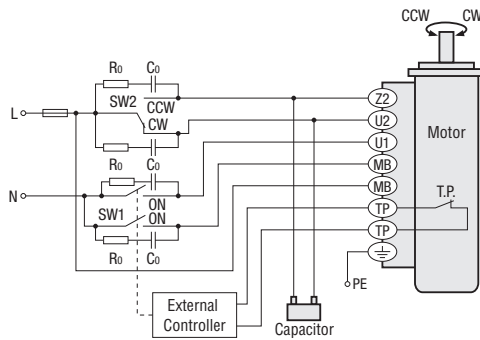 CCW CW
R₀ C₀
SW2 CCW
CW
L
R₀ C₀
N
SW1 ON
ON
R₀ C₀
External
Controller
Capacitor
PE
Z2
U2
U1
MB
MB
TP
TP
Motor
T.P.